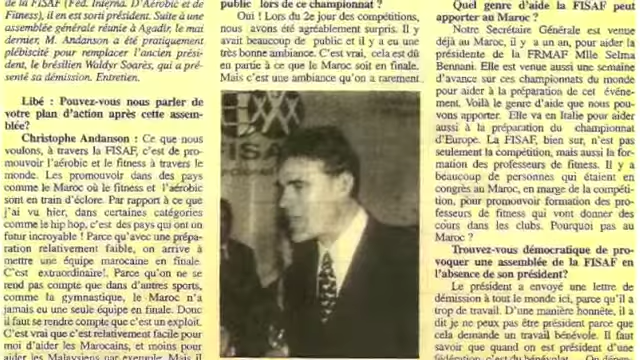 de la FISAF (Féd. Interna. D'Aérobic et de
Fitness), il en est sorti président. Suite à une
assemblée générale réunie à Agadir, le mai
dernier, M. Andanson a été pratiquement
plébiscité pour remplacer l'ancien prési-
dent, le brésilien Waldyr Soarès, qui a pré-
senté sa démission. Entretien.
Libé : Pouvez-vous nous parler de
votre plan d'action après cette assem-
blée?
Christophe Andanson : Ce que nous
voulons, à travers la FISAF, c'est de pro-
mouvoir l'aérobic et le fitness à travers le
monde. Les promouvoir dans des pays
comme le Maroc où le fitness et l'aérobic
sont en train d'éclore. Par rapport à ce que
j'ai vu hier, dans certaines catégories
comme le hip hop, c'est des pays qui ont un
futur incroyable ! Parce qu'avec une prépa-
ration relativement faible, on arrive à
mettre une équipe marocaine en finale.
C'est extraordinaire!. Parce qu'on ne se
rend pas compte que dans d'autres sports,
comme la gymnastique, le Maroc n'a
jamais eu une seule équipe en finale. Donc
il faut se rendre compte que c'est un exploit.
C'est vrai que c'est relativement facile pour
moi d'aider les Marocains, et moins pour
aider les Malaysiens par exemple. Mais il
public lors de ce championnat ?
Oui ! Lors du 2e jour des compétitions,
nous avons été agréablement surpris. Il y
avait beaucoup de public et il y a eu une
très bonne ambiance. C'est vrai, cela est dû
en partie à ce que le Maroc soit en finale.
Mais c'est une ambiance qu'on a rarement
FISAF
Quel genre d'aide la FISAF peut
apporter au Maroc ?
Notre Secrétaire Générale est venue
déjà au Maroc, il y a un an, pour aider la
présidente de la FRMAF Mlle Selma
Bennani. Elle est venue aussi une semaine
d'avance sur ces championnats du monde
pour aider à la préparation de cet événe-
ment. Voilà le genre d'aide que nous pou-
vons apporter. Elle va en Italie pour aider
aussi à la préparation du championnat
d'Europe. La FISAF, bien sur, n'est pas
seulement la compétition, mais aussi la for-
mation des professeurs de fitness. Il y a
beaucoup de personnes qui étaient en
congrès au Maroc, en marge de la compéti-
tion, pour promouvoir formation des pro-
fesseurs de fitness qui vont donner des
cours dans les clubs. Pourquoi pas au
Maroc ?
Trouvez-vous démocratique de pro-
voquer une assemblée de la FISAF en
l'absence de son président?
Le président a envoyé une lettre de
démission à tout le monde ici, parce qu'il a
trop de travail. D'une manière honnête, il a
dit je ne peux pas être président parce que
cela demande un travail bénévole. Il faut
savoir que quand on est président d'une